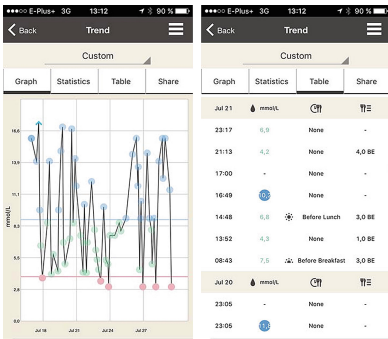 E-Plus+ 3G 13:12 90 %
Back Trend
Custom
Graph Statistics Table Share
mmol/L
16,6
13,9
11,1
8,3
5,5
2,8
0,0
Jul 18 Jul 21 Jul 24 Jul 27
E-Plus+ 3G 13:12 90 %
Back Trend
Custom
Graph Statistics Table Share
Jul 21 mmol/L
23:17 6,9 None -
21:13 4,2 None 4,0 BE
17:00 - None -
16:49 None -
14:48 6,8 Before Lunch 3,0 BE
13:52 4,3 None 1,0 BE
08:43 7,5 Before Breakfast 3,0 BE
Jul 20 mmol/L
23:05 - None -
23:05 None -